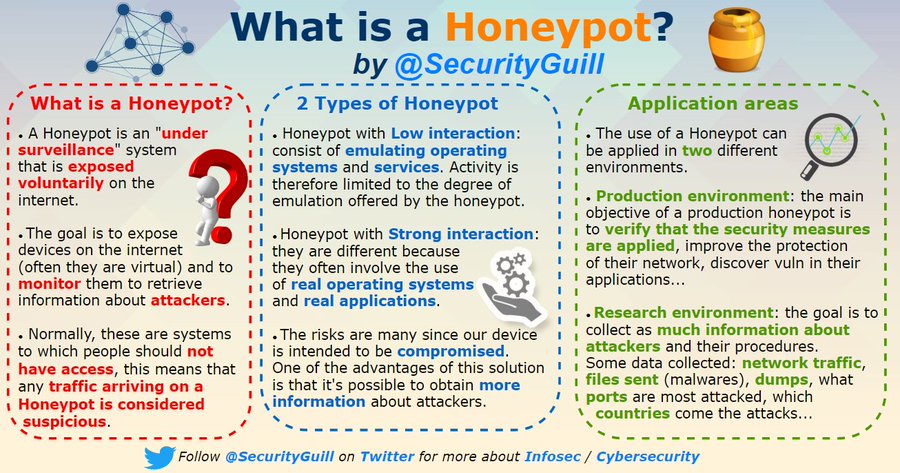 What is a Honeypot?
by @SecurityGuill
What is a Honeypot?
• A Honeypot is an "under
surveillance" system
that is exposed
voluntarily on the
internet.
•The goal is to expose
devices on the internet
(often they are virtual) and to
monitor them to retrieve
information about attackers.
• Normally, these are systems
to which people should not
have access, this means that
any traffic arriving on a
Honeypot is considered
suspicious.
2 Types of Honeypot
• Honeypot with Low interaction:
consist of emulating operating
systems and services. Activity is
therefore limited to the degree of
emulation offered by the honeypot.
•Honeypot with Strong interaction:
they are different because
they often involve the use
of real operating systems
and real applications.
•The risks are many since our device
is intended to be compromised.
One of the advantages of this solution
is that it's possible to obtain more
information about attackers.
Application areas
• The use of a Honeypot can
be applied in two different
environments.
• Production environment: the main
objective of a production honeypot is
to verify that the security measures
are applied, improve the protection
of their network, discover vuln in their
applications...
•Research environment: the goal is to
collect as much information about
attackers and their procedures.
Some data collected: network traffic,
files sent (malwares), dumps, what
ports are most attacked, which
countries come the attacks...
Follow @SecurityGuill on Twitter for more about Infosec / Cybersecurity